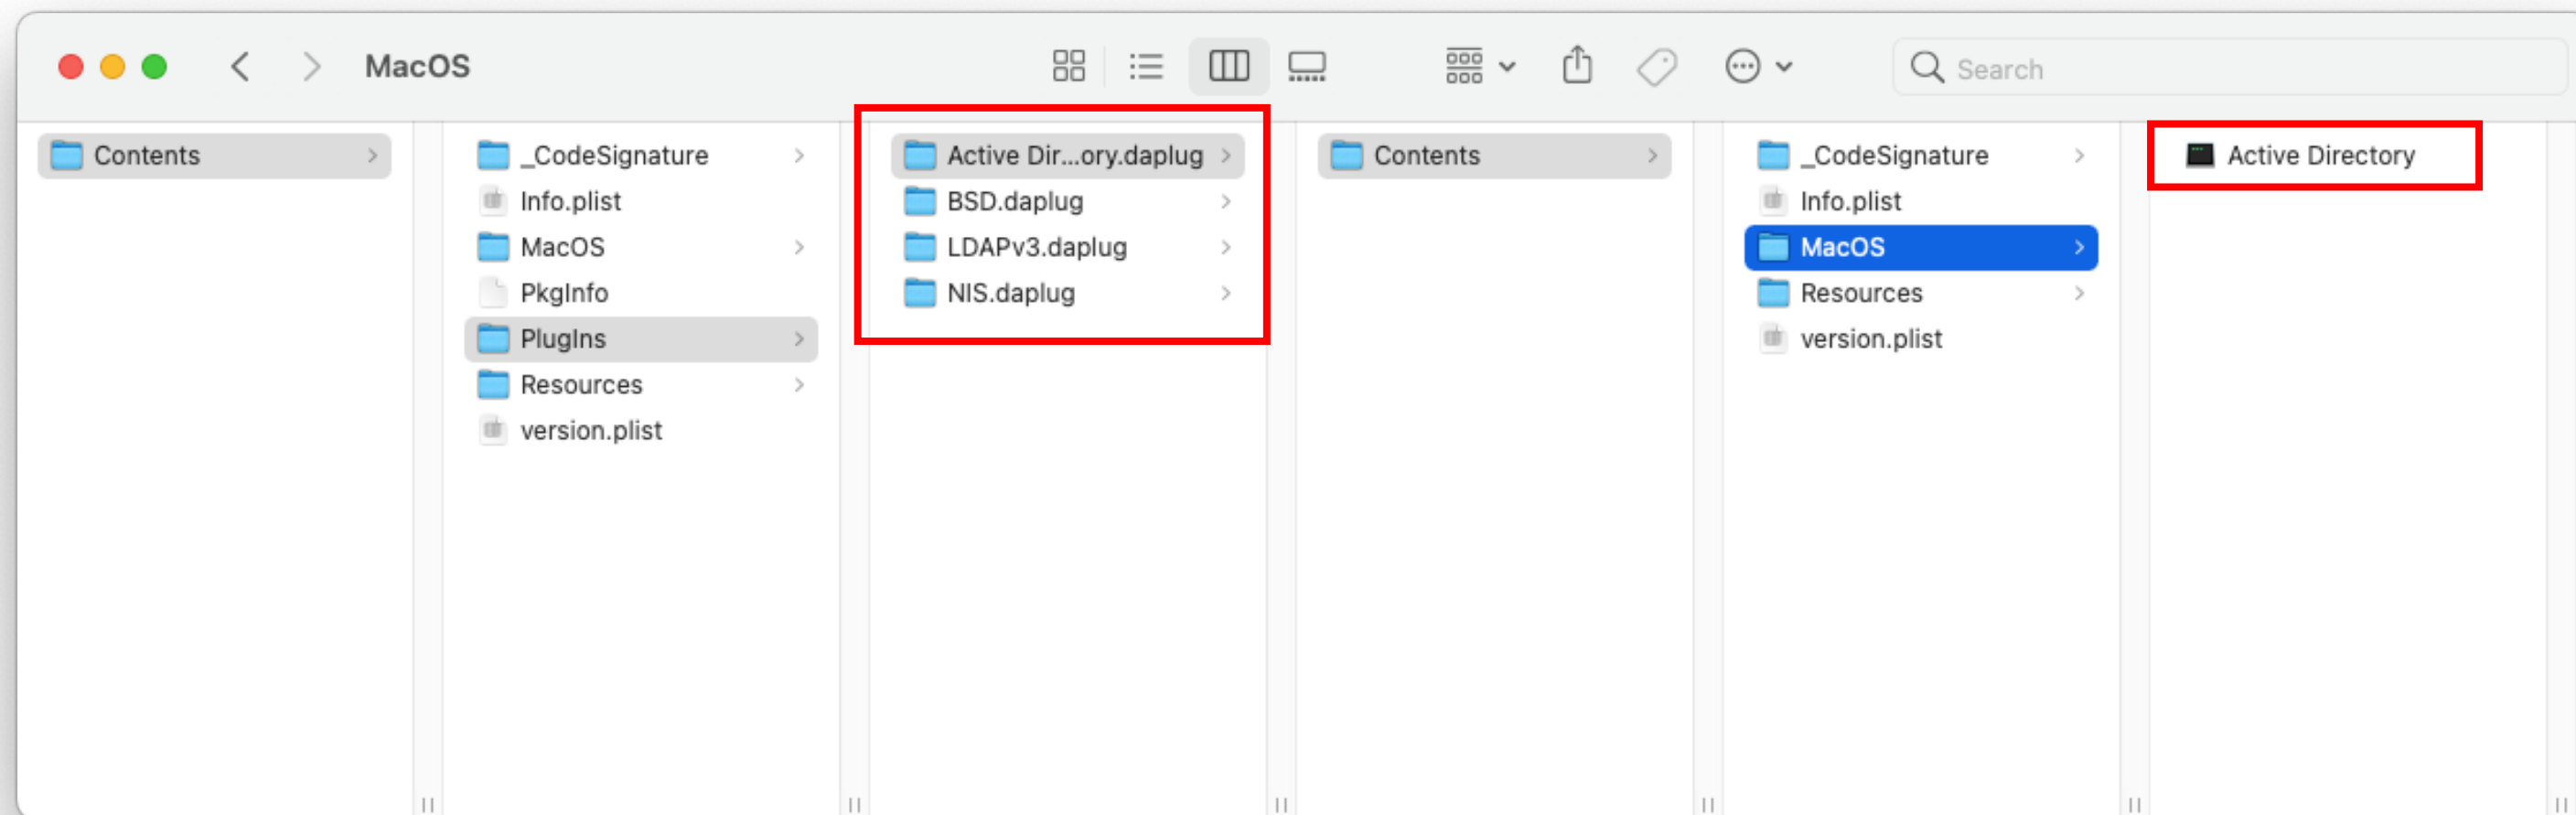 MacOS
Search
Contents
_CodeSignature
Info.plist
MacOS
PkgInfo
PlugIns
Resources
version.plist
Active Dir...ory.daplug
BSD.daplug
LDAPv3.daplug
NIS.daplug
Contents
_CodeSignature
Info.plist
MacOS
Resources
version.plist
Active Directory